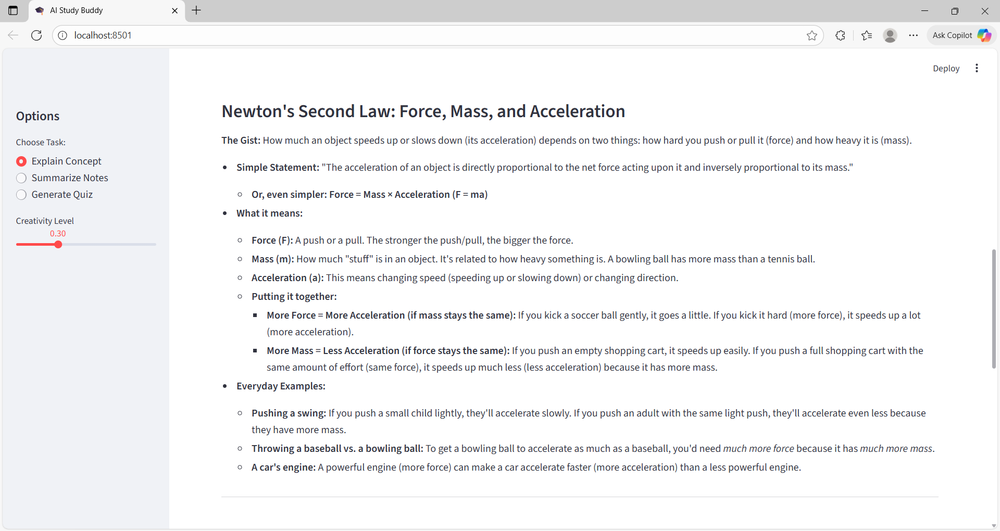 AI Study Buddy
localhost:8501
Ask Copilot
Deploy
Options
Choose Task:
Explain Concept
Summarize Notes
Generate Quiz
Creativity Level
0.30
Newton's Second Law: Force, Mass, and Acceleration
The Gist: How much an object speeds up or slows down (its acceleration) depends on two things: how hard you push or pull it (force) and how heavy it is (mass).
Simple Statement: "The acceleration of an object is directly proportional to the net force acting upon it and inversely proportional to its mass."
Or, even simpler: Force = Mass × Acceleration (F = ma)
What it means:
Force (F): A push or a pull. The stronger the push/pull, the bigger the force.
Mass (m): How much "stuff" is in an object. It's related to how heavy something is. A bowling ball has more mass than a tennis ball.
Acceleration (a): This means changing speed (speeding up or slowing down) or changing direction.
Putting it together:
More Force = More Acceleration (if mass stays the same): If you kick a soccer ball gently, it goes a little. If you kick it hard (more force), it speeds up a lot
(more acceleration).
More Mass = Less Acceleration (if force stays the same): If you push an empty shopping cart, it speeds up easily. If you push a full shopping cart with the
same amount of effort (same force), it speeds up much less (less acceleration) because it has more mass.
Everyday Examples:
Pushing a swing: If you push a small child lightly, they'll accelerate slowly. If you push an adult with the same light push, they'll accelerate even less because
they have more mass.
Throwing a baseball vs. a bowling ball: To get a bowling ball to accelerate as much as a baseball, you'd need much more force because it has much more mass.
A car's engine: A powerful engine (more force) can make a car accelerate faster (more acceleration) than a less powerful engine.